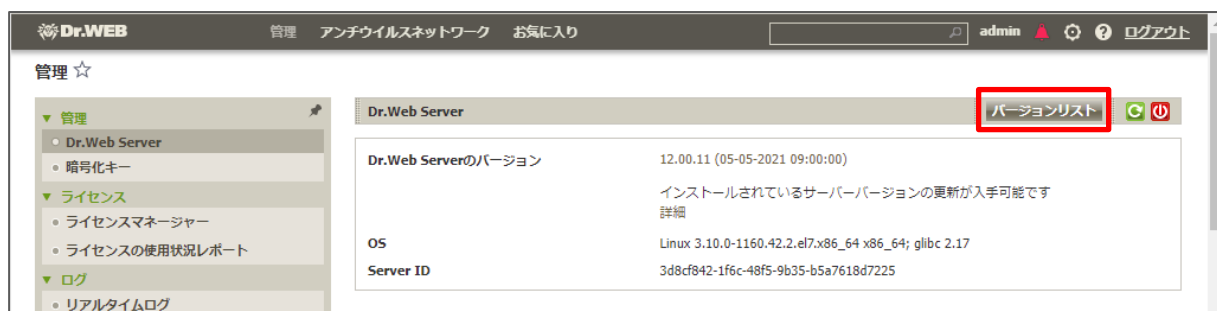 Dr.WEB 管理 アンチウイルスネットワーク お気に入り admin ログアウト
管理
管理
Dr.Web Server
暗号化キー
ライセンス
ライセンスマネージャー
ライセンスの使用状況レポート
ログ
リアルタイムログ
Dr.Web Server バージョンリスト
Dr.Web Serverのバージョン 12.00.11 (05-05-2021 09:00:00)
インストールされているサーバーバージョンの更新が入手可能です
詳細
OS Linux 3.10.0-1160.42.2.el7.x86_64 x86_64; glibc 2.17
Server ID 3d8cf842-1f6c-48f5-9b35-b5a7618d7225